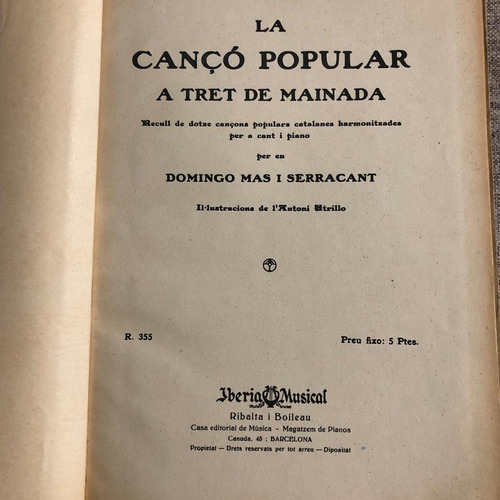 LA
CANÇÓ POPULAR
A TRET DE MAINADA
Recull de dotze cançons populars catalanes harmonitzades
per a cant i piano
per en
DOMINGO MAS I SERRACANT
Il·lustracions de l'Antoni Utrillo
R. 355 Preu fixo: 5 Ptes.
Iberia Musical
Ribalta i Boileau
Casa editorial de Música - Magatzem de Pianos
Canuda, 45 : BARCELONA
Propietat — Drets reservats per tot arreu — Dipositat